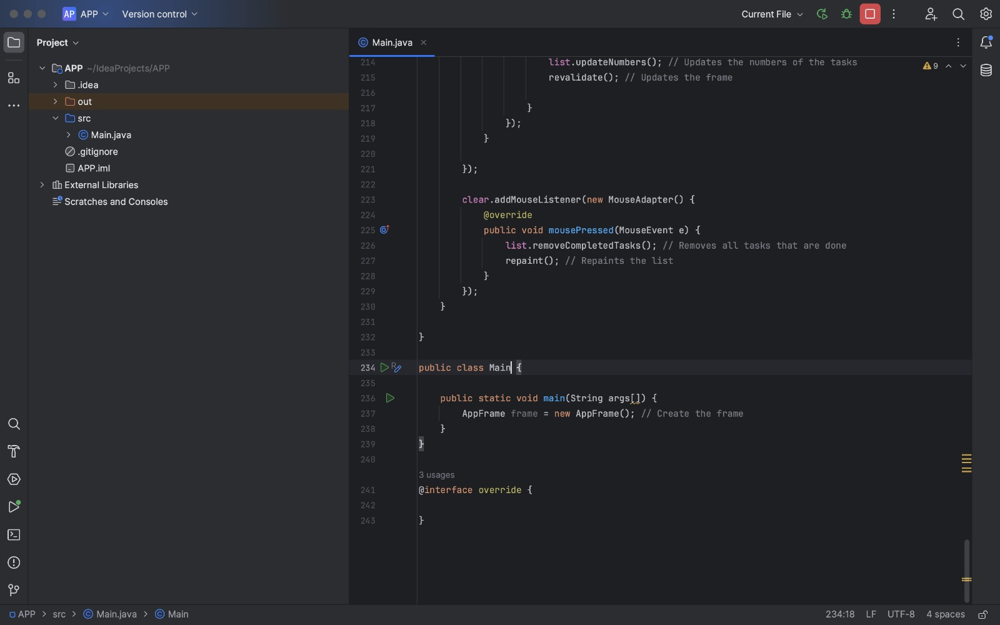 AP APP Version control Current File
Project
Main.java
APP ~/IdeaProjects/APP
.idea
out
src
Main.java
.gitignore
APP.iml
External Libraries
Scratches and Consoles
9
214 list.updateNumbers(); // Updates the numbers of the tasks
215 revalidate(); // Updates the frame
216
217 }
218 });
219 }
220
221 });
222
223 clear.addMouseListener(new MouseAdapter() {
224 @override
225 public void mousePressed(MouseEvent e) {
226 list.removeCompletedTasks(); // Removes all tasks that are done
227 repaint(); // Repaints the list
228 }
229 });
230 }
231
232 }
233
234 public class Main {
235
236 public static void main(String args[]) {
237 AppFrame frame = new AppFrame(); // Create the frame
238 }
239 }
240
3 usages
241 @interface override {
242
243 }
APP > src > Main.java > Main 234:18 LF UTF-8 4 spaces